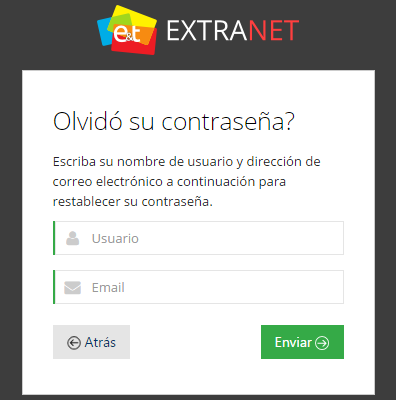 e&t EXTRANET
Olvidó su contraseña?
Escriba su nombre de usuario y dirección de
correo electrónico a continuación para
restablecer su contraseña.
Usuario
Email
Atrás
Enviar